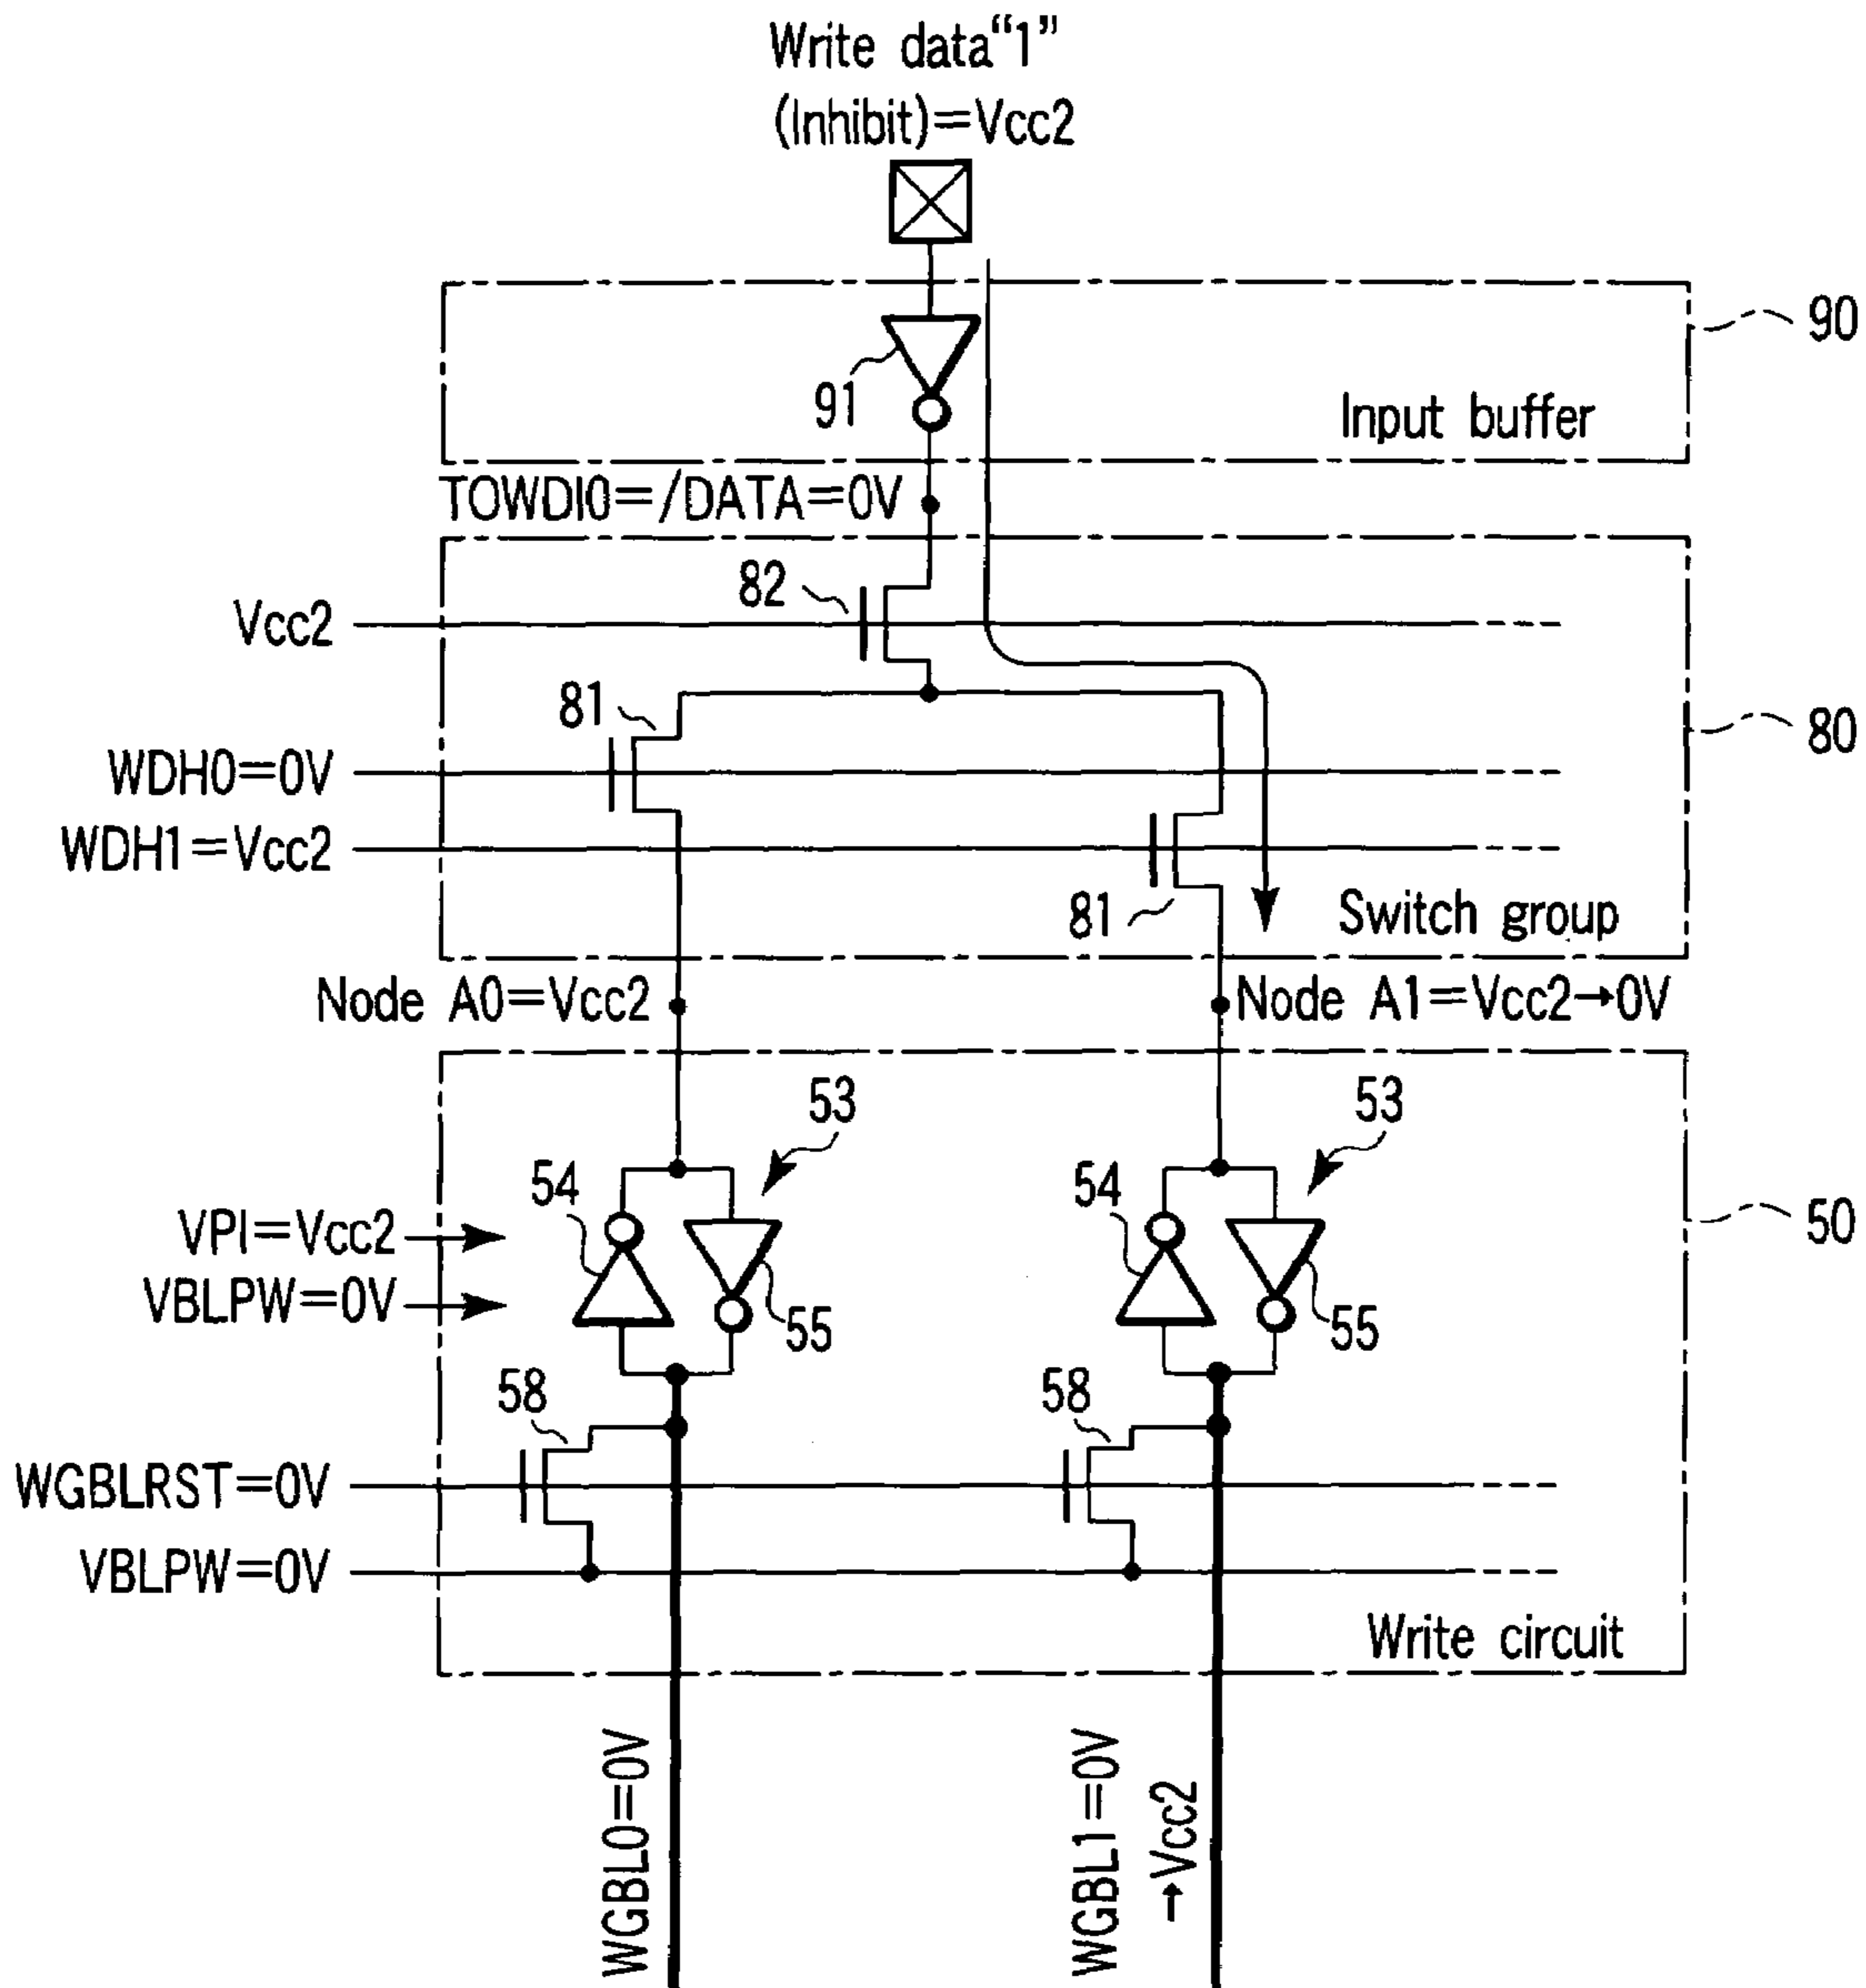 Write data“1”
(Inhibit)=Vcc2
90
91
Input buffer
TOWDI0=/DATA=0V
82
Vcc2
81
80
WDH0=0V
WDH1=Vcc2
81
Switch group
Node A0=Vcc2
Node A1=Vcc2→0V
53
53
54
54
50
VPI=Vcc2
VBLPW=0V
55
55
58
58
WGBLRST=0V
VBLPW=0V
Write circuit
WGBL0=0V
WGBL1=0V
→Vcc2